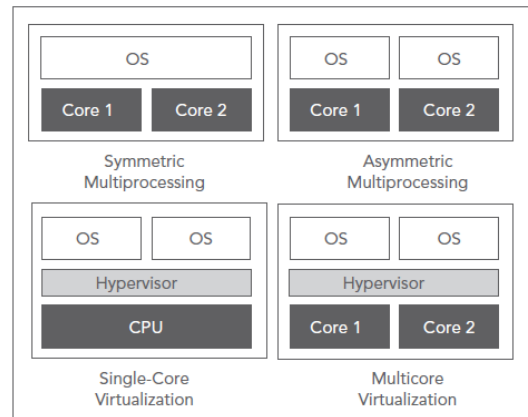 OS
Core 1
Core 2
Symmetric
Multiprocessing
OS
OS
Core 1
Core 2
Asymmetric
Multiprocessing
OS
OS
Hypervisor
CPU
Single-Core
Virtualization
OS
OS
Hypervisor
Core 1
Core 2
Multicore
Virtualization